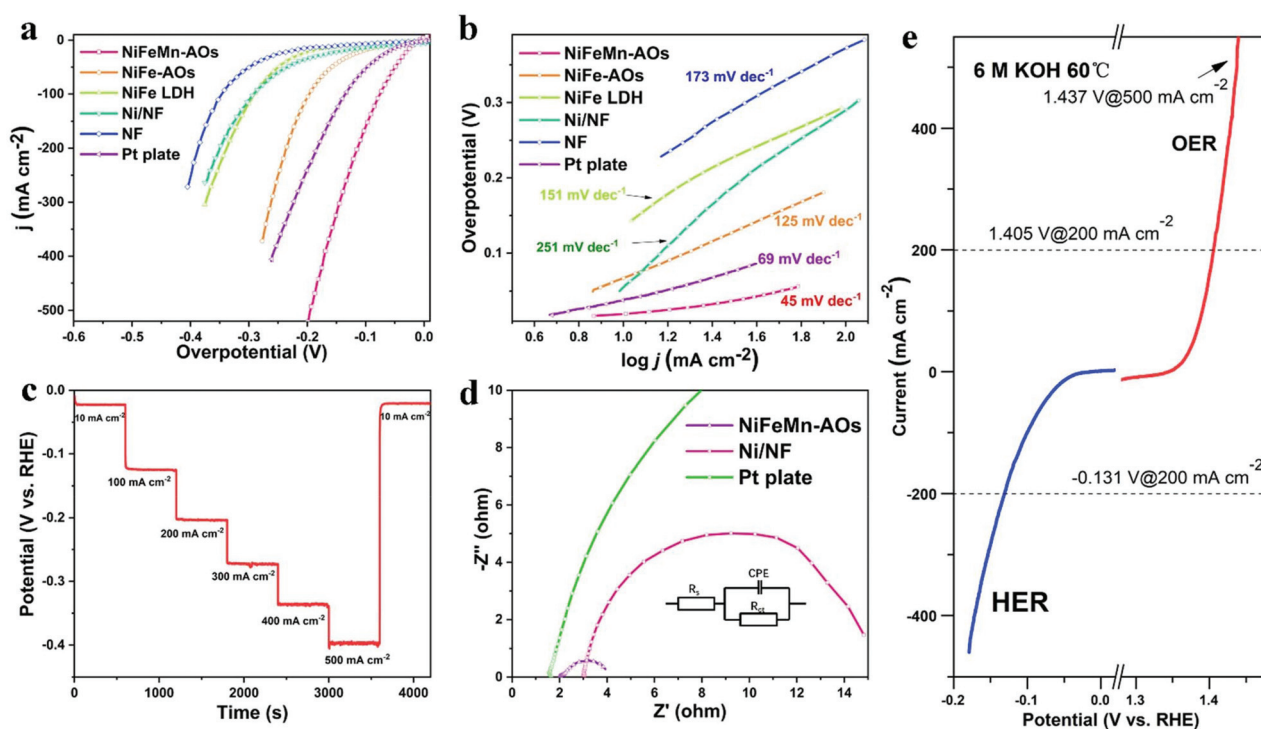 a
0
-100
-200
-300
-400
-500
-0.6
-0.5
-0.4
-0.3
-0.2
-0.1
0.0
j (mA cm-2)
Overpotential (V)
NiFeMn-AOs
NiFe-AOs
NiFe LDH
Ni/NF
NF
Pt plate
b
0.3
0.2
0.1
0.8
1.0
1.2
1.4
1.6
1.8
2.0
Overpotential (V)
log j (mA cm-2)
NiFeMn-AOs
NiFe-AOs
NiFe LDH
Ni/NF
NF
Pt plate
173 mV dec-1
151 mV dec-1
251 mV dec-1
125 mV dec-1
69 mV dec-1
45 mV dec-1
c
0.0
-0.1
-0.2
-0.3
-0.4
0
1000
2000
3000
4000
Potential (V vs. RHE)
Time (s)
10 mA cm-2
100 mA cm-2
200 mA cm-2
300 mA cm-2
400 mA cm-2
500 mA cm-2
10 mA cm-2
d
10
8
6
4
2
0
0
2
4
6
8
10
12
14
-Z'' (ohm)
Z' (ohm)
NiFeMn-AOs
Ni/NF
Pt plate
CPE
Rs
Rct
e
6 M KOH 60℃
1.437 V@500 mA cm-2
OER
1.405 V@200 mA cm-2
-0.131 V@200 mA cm-2
HER
400
200
0
-200
-400
-0.2
-0.1
0.0
1.4
Current (mA cm-2)
Potential (V vs. RHE)